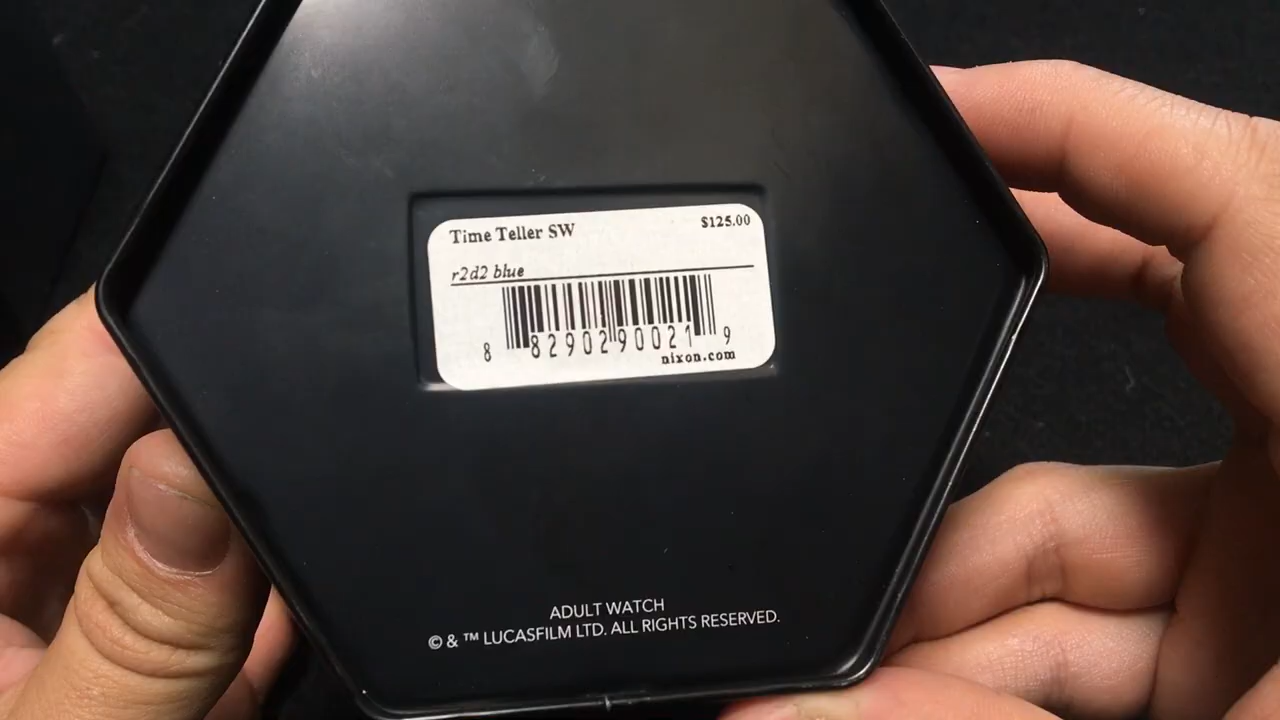 Time Teller SW $125.00
r2d2 blue
8 82902 90021 9
nixon.com
ADULT WATCH
© & ™ LUCASFILM LTD. ALL RIGHTS RESERVED.